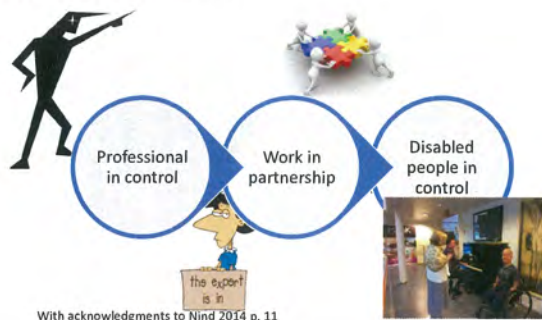 Professional
in control
Work in
partnership
Disabled
people in
control
the expert
is in
With acknowledgments to Nind 2014 p. 11